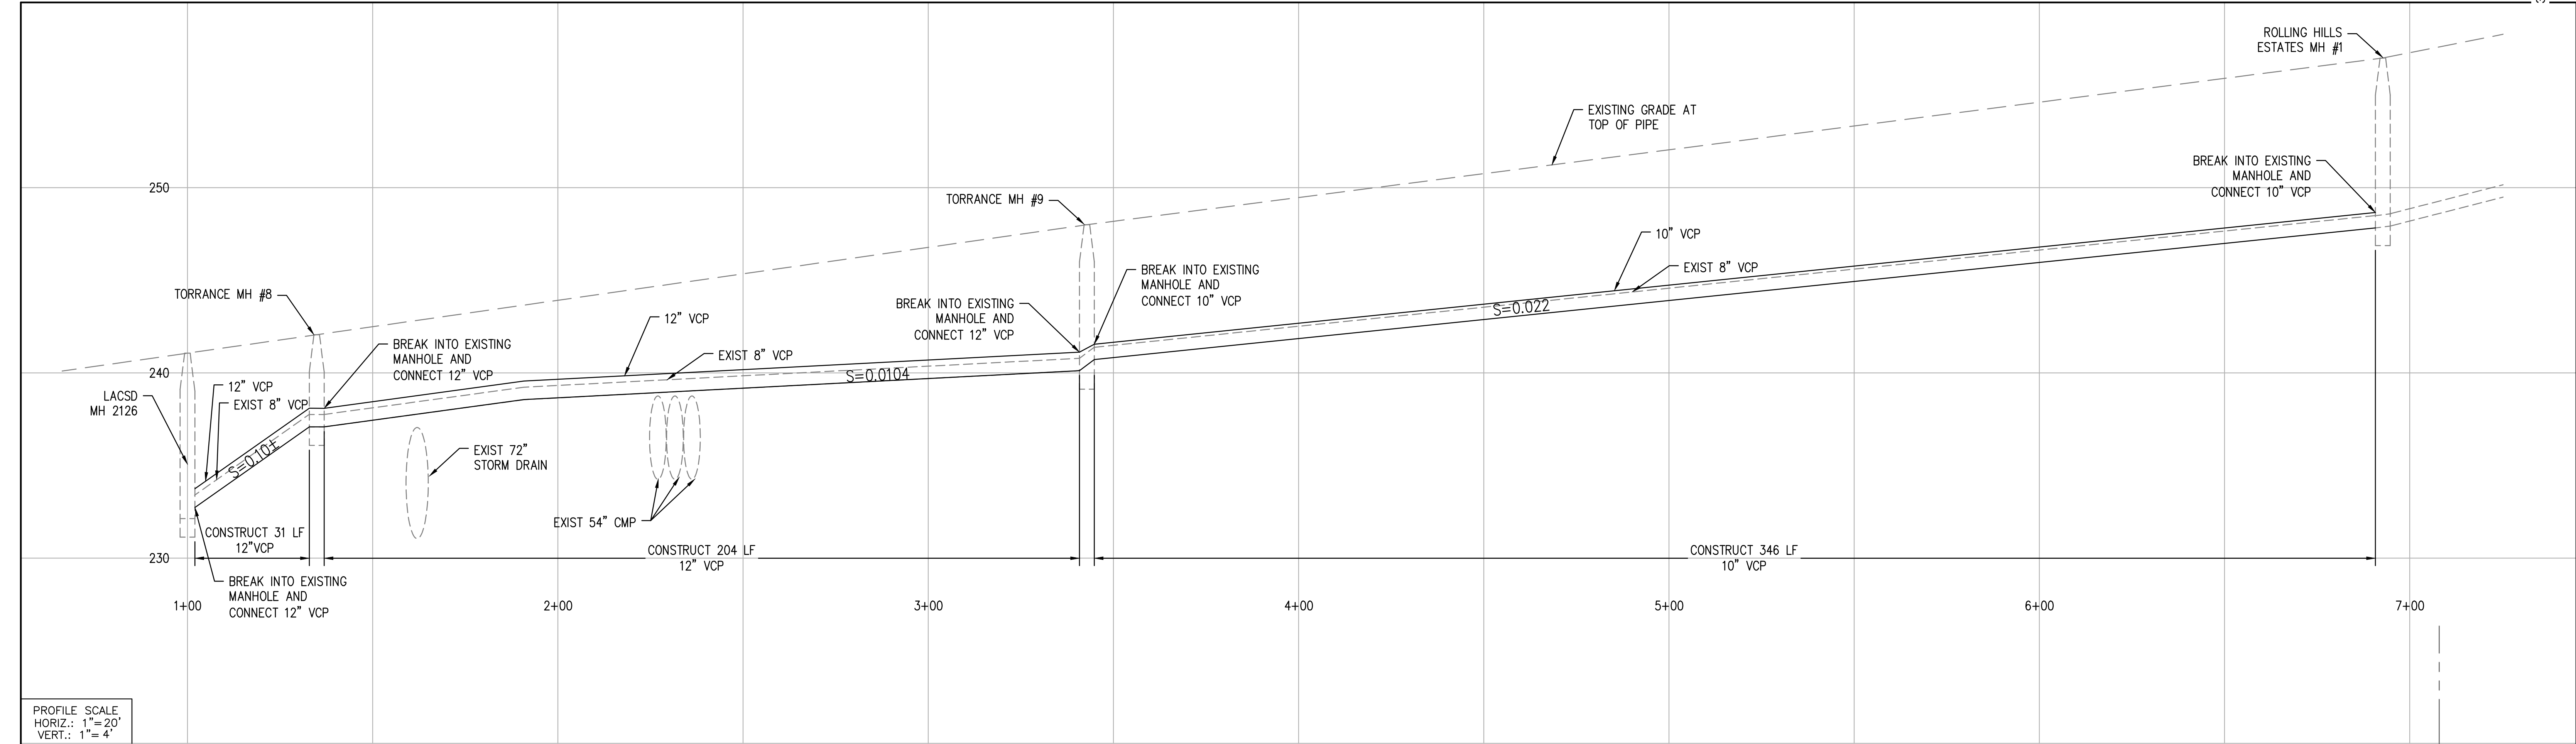 ROLLING HILLS
ESTATES MH #1
EXISTING GRADE AT
TOP OF PIPE
BREAK INTO EXISTING
MANHOLE AND
CONNECT 10" VCP
250
TORRANCE MH #9
10" VCP
EXIST 8" VCP
BREAK INTO EXISTING
MANHOLE AND
CONNECT 10" VCP
TORRANCE MH #8
BREAK INTO EXISTING
MANHOLE AND
CONNECT 12" VCP
S=0.022
12" VCP
EXIST 8" VCP
BREAK INTO EXISTING
MANHOLE AND
CONNECT 12" VCP
240
S=0.0104
12" VCP
EXIST 8" VCP
LACSD
MH 2126
S=0.10±
EXIST 72"
STORM DRAIN
EXIST 54" CMP
CONSTRUCT 31 LF
12"VCP
230
CONSTRUCT 204 LF
12" VCP
CONSTRUCT 346 LF
10" VCP
BREAK INTO EXISTING
MANHOLE AND
CONNECT 12" VCP
1+00
2+00
3+00
4+00
5+00
6+00
7+00
PROFILE SCALE
HORIZ.: 1"=20'
VERT.: 1"= 4'